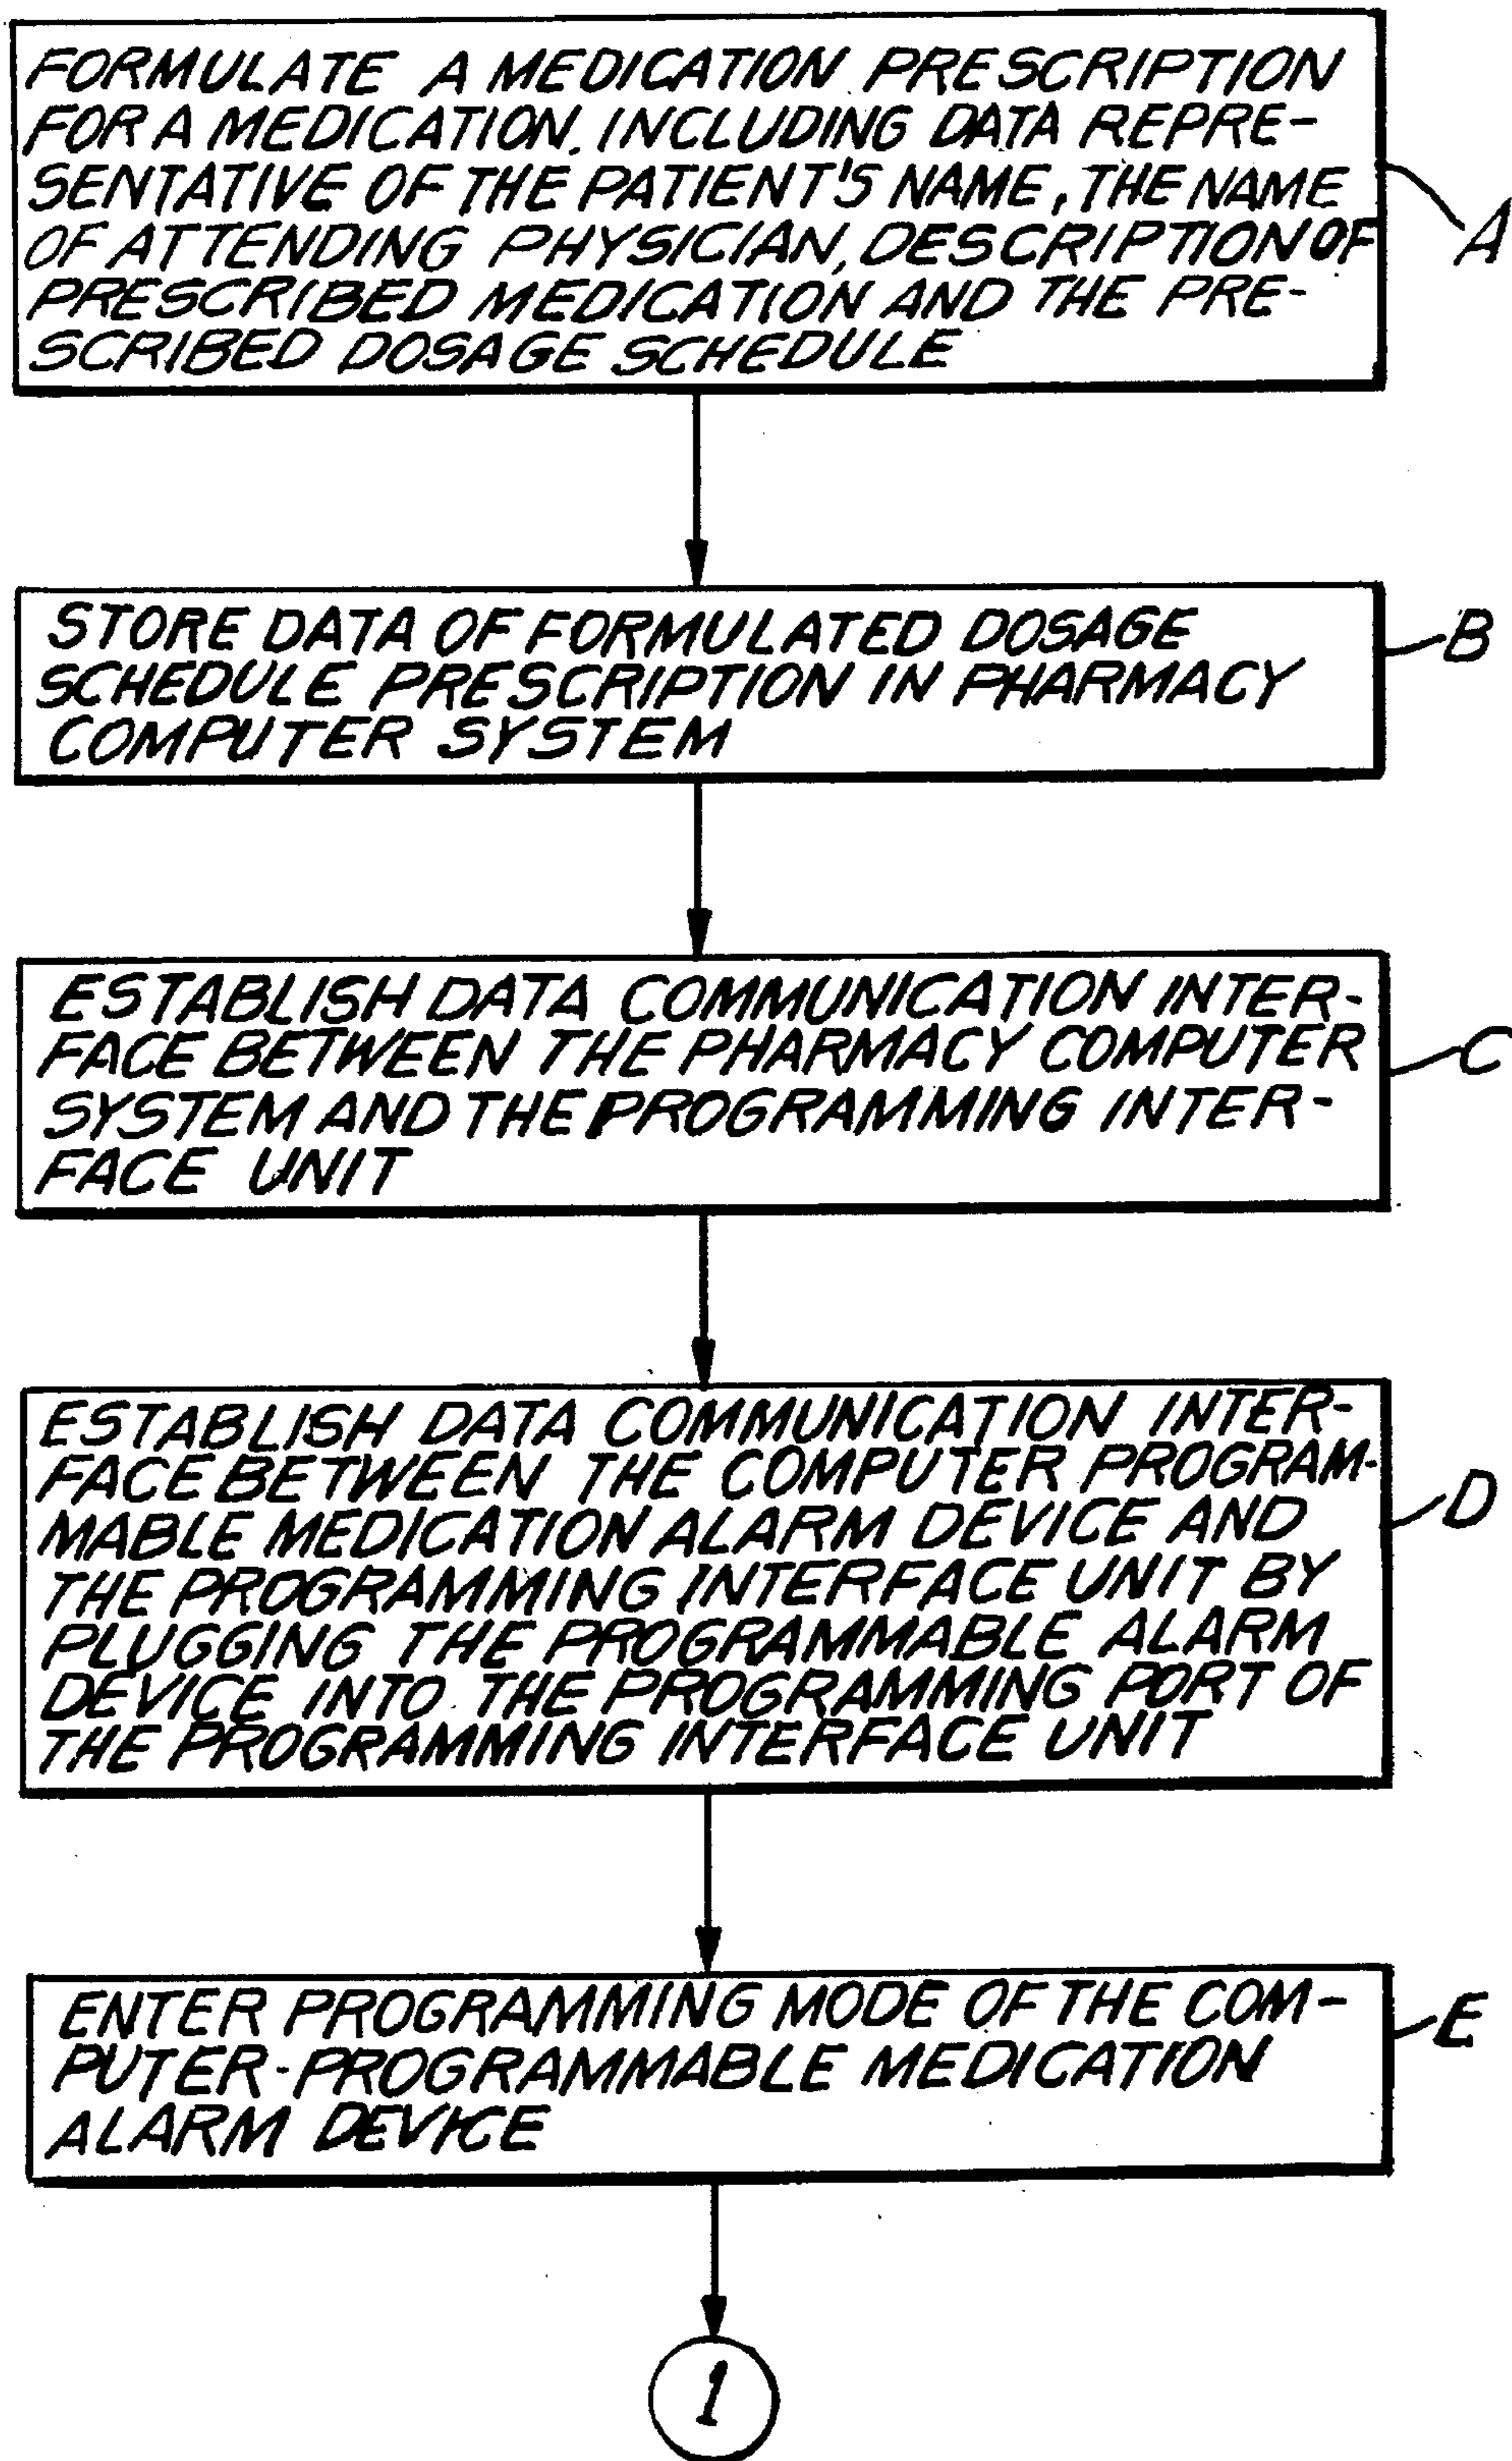 FORMULATE A MEDICATION PRESCRIPTION
FOR A MEDICATION, INCLUDING DATA REPRE-
SENTATIVE OF THE PATIENT'S NAME, THE NAME
OF ATTENDING PHYSICIAN, DESCRIPTION OF
PRESCRIBED MEDICATION AND THE PRE-
SCRIBED DOSAGE SCHEDULE
A
STORE DATA OF FORMULATED DOSAGE
SCHEDULE PRESCRIPTION IN PHARMACY
COMPUTER SYSTEM
B
ESTABLISH DATA COMMUNICATION INTER-
FACE BETWEEN THE PHARMACY COMPUTER
SYSTEM AND THE PROGRAMMING INTER-
FACE UNIT
C
ESTABLISH DATA COMMUNICATION INTER-
FACE BETWEEN THE COMPUTER PROGRAM-
MABLE MEDICATION ALARM DEVICE AND
THE PROGRAMMING INTERFACE UNIT BY
PLUGGING THE PROGRAMMABLE ALARM
DEVICE INTO THE PROGRAMMING PORT OF
THE PROGRAMMING INTERFACE UNIT
D
ENTER PROGRAMMING MODE OF THE COM-
PUTER-PROGRAMMABLE MEDICATION
ALARM DEVICE
E
1